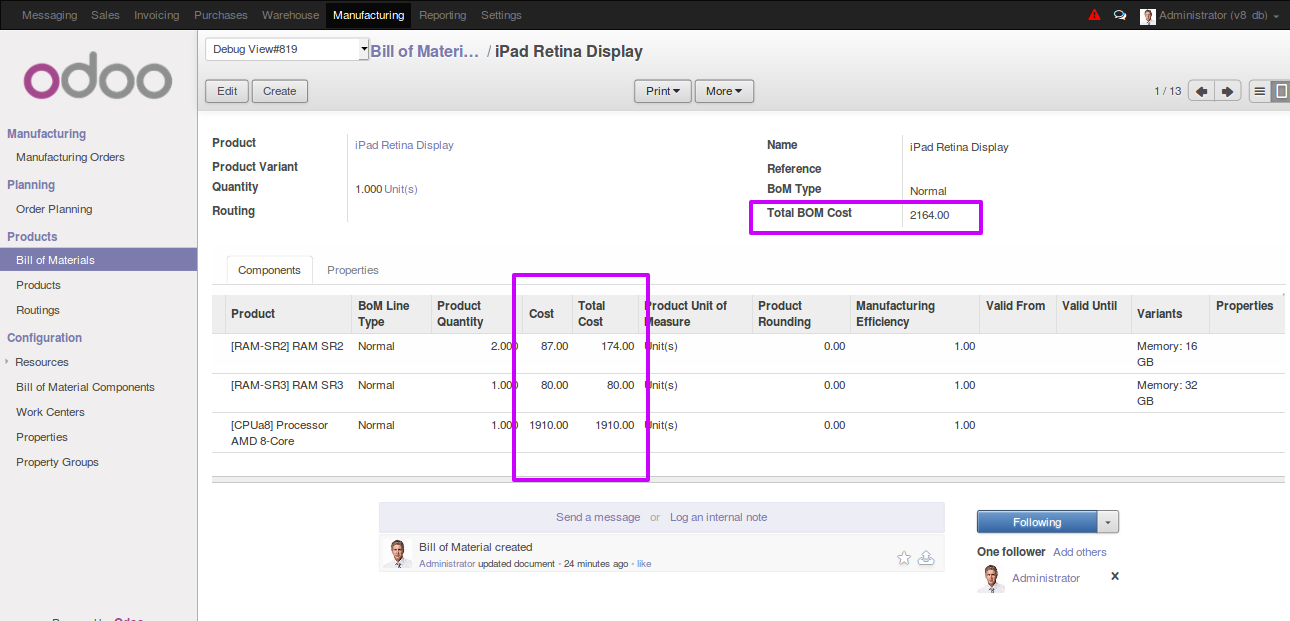 Messaging Sales Invoicing Purchases Warehouse Manufacturing Reporting Settings Administrator (v8_db)
odoo
Debug View#819 Bill of Materi... / iPad Retina Display
Edit Create Print More 1 / 13
Manufacturing
Manufacturing Orders
Planning
Order Planning
Products
Bill of Materials
Products
Routings
Configuration
Resources
Bill of Material Components
Work Centers
Properties
Property Groups
Product iPad Retina Display
Product Variant
Quantity 1.000 Unit(s)
Routing
Name iPad Retina Display
Reference
BoM Type Normal
Total BOM Cost 2164.00
Components Properties
Product BoM Line Type Product Quantity Cost Total Cost Product Unit of Measure Product Rounding Manufacturing Efficiency Valid From Valid Until Variants Properties
[RAM-SR2] RAM SR2 Normal 2.000 87.00 174.00 Unit(s) 0.00 1.00 Memory: 16 GB
[RAM-SR3] RAM SR3 Normal 1.000 80.00 80.00 Unit(s) 0.00 1.00 Memory: 32 GB
[CPUa8] Processor AMD 8-Core Normal 1.000 1910.00 1910.00 Unit(s) 0.00 1.00
Send a message or Log an internal note
Bill of Material created
Administrator updated document • 24 minutes ago • like
Following
One follower Add others
Administrator X